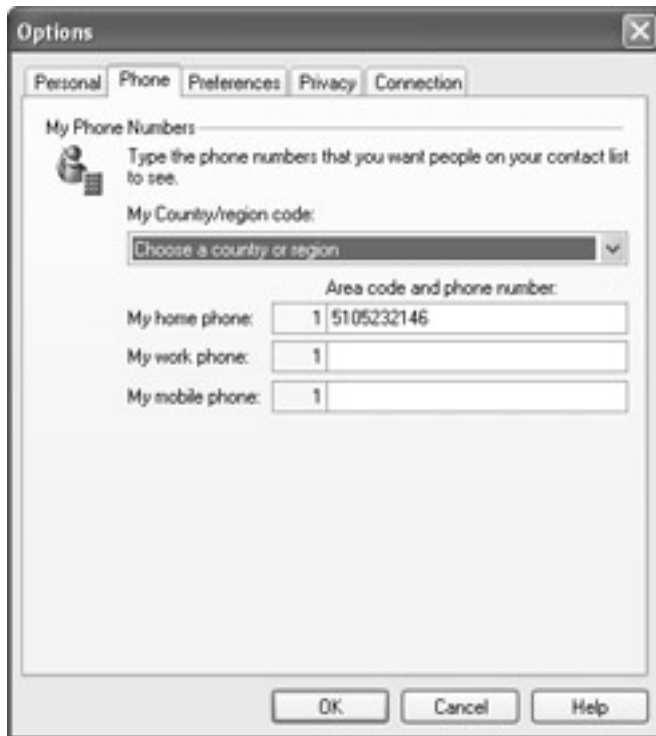 Options
Personal Phone Preferences Privacy Connection
My Phone Numbers
Type the phone numbers that you want people on your contact list
to see.
My Country/region code:
Choose a country or region
Area code and phone number:
My home phone: 1 5105232146
My work phone: 1
My mobile phone: 1
OK Cancel Help